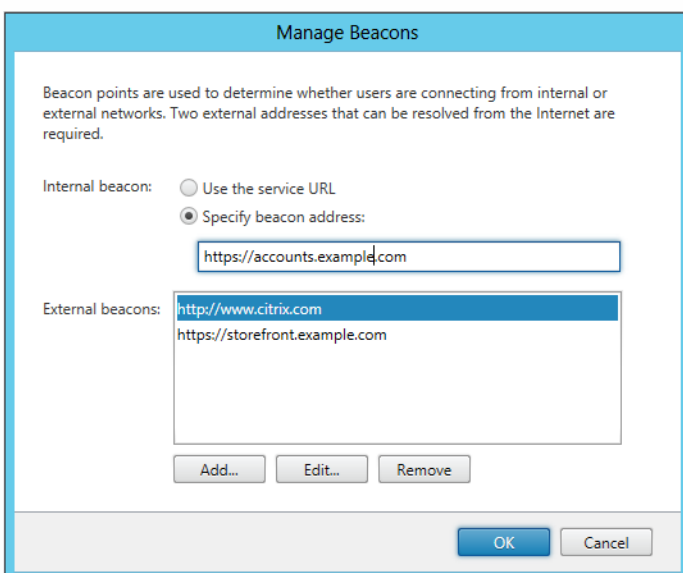 Manage Beacons
Beacon points are used to determine whether users are connecting from internal or
external networks. Two external addresses that can be resolved from the Internet are
required.
Internal beacon:
Use the service URL
Specify beacon address:
https://accounts.example.com
External beacons:
http://www.citrix.com
https://storefront.example.com
Add...
Edit...
Remove
OK
Cancel